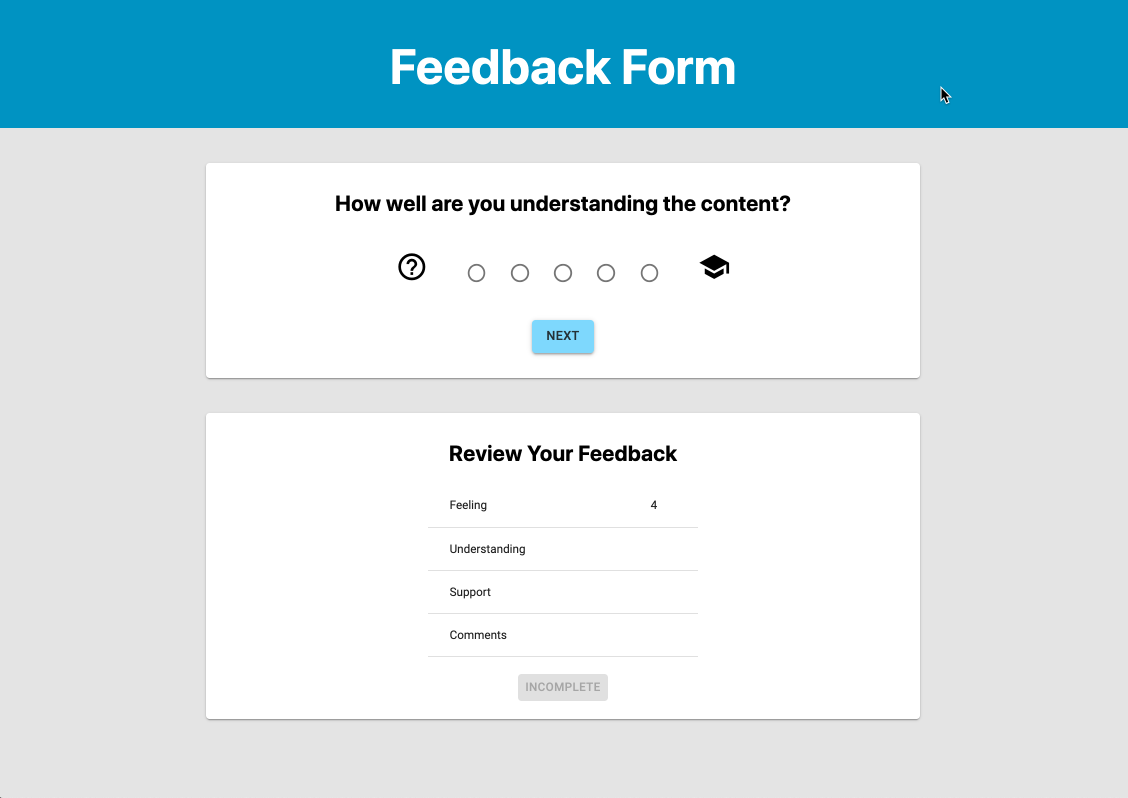 Feedback Form
How well are you understanding the content?
?
NEXT
Review Your Feedback
Feeling 4
Understanding
Support
Comments
INCOMPLETE